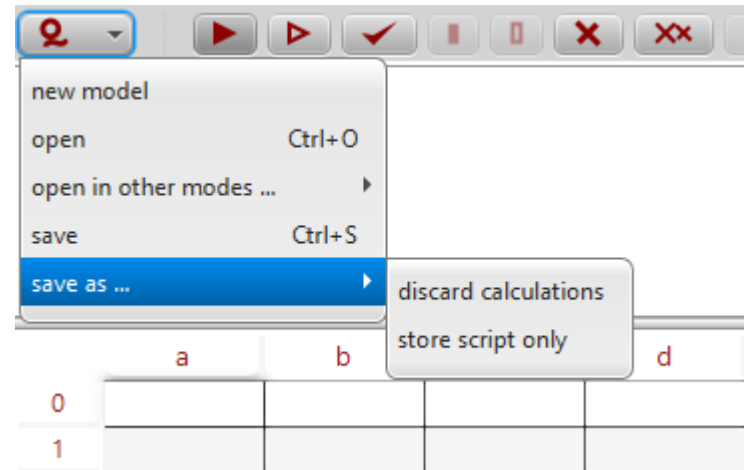 new model
open Ctrl+O
open in other modes ...
save Ctrl+S
save as ...
discard calculations
store script only
a b d
0
1